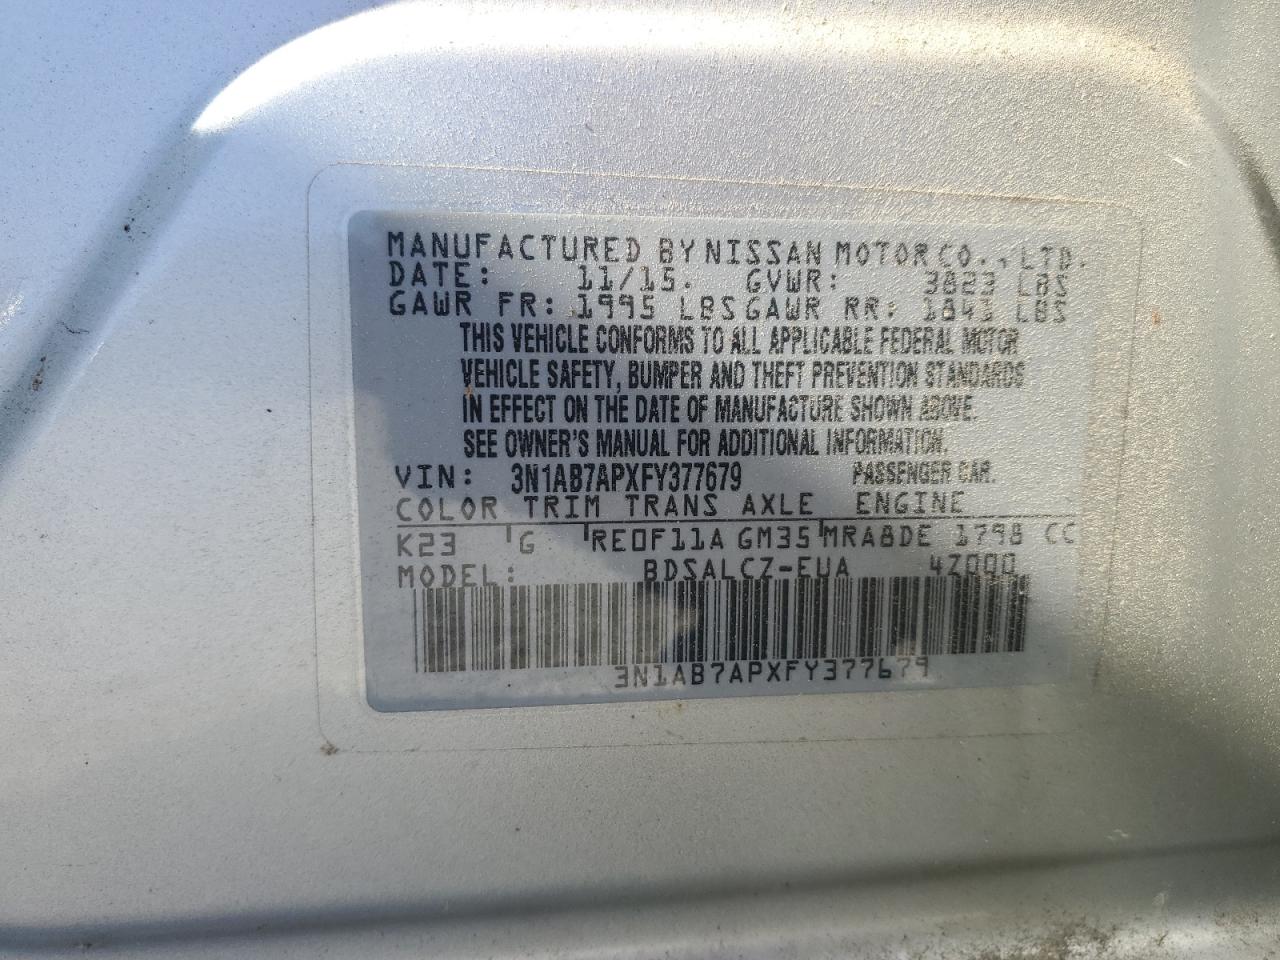 MANUFACTURED BY NISSAN MOTOR CO., LTD.
DATE: 11/15. GVWR: 3823 LBS
GAWR FR: 1995 LBS GAWR RR: 1843 LBS
THIS VEHICLE CONFORMS TO ALL APPLICABLE FEDERAL MOTOR
VEHICLE SAFETY, BUMPER AND THEFT PREVENTION STANDARDS
IN EFFECT ON THE DATE OF MANUFACTURE SHOWN ABOVE.
SEE OWNER'S MANUAL FOR ADDITIONAL INFORMATION.
VIN: 3N1AB7APXFY377679 PASSENGER CAR.
COLOR TRIM TRANS AXLE ENGINE
K23 G RE0F11A GM35 MRA8DE 1798 CC
MODEL: BDSALCZ-EUA 4Z000
3N1AB7APXFY377679